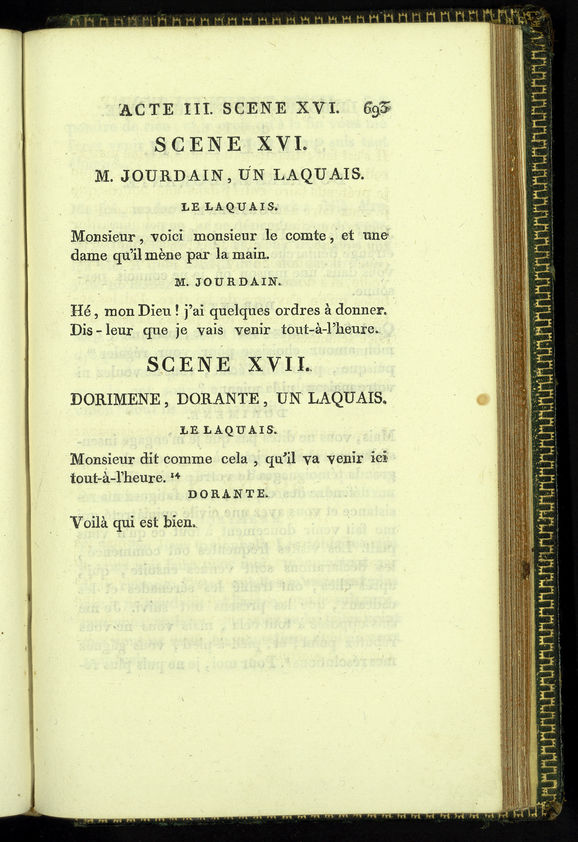 ACTE III. SCENE XVI. 693
SCENE XVI.
M. JOURDAIN, UN LAQUAIS.
LE LAQUAIS.
Monsieur, voici monsieur le comte, et une
dame qu'il mène par la main.
M. JOURDAIN.
Hé, mon Dieu ! j'ai quelques ordres à donner.
Dis-leur que je vais venir tout-à-l'heure.
SCENE XVII.
DORIMENE, DORANTE, UN LAQUAIS.
LE LAQUAIS.
Monsieur dit comme cela, qu'il va venir ici
tout-à-l'heure. 14
DORANTE.
Voilà qui est bien.